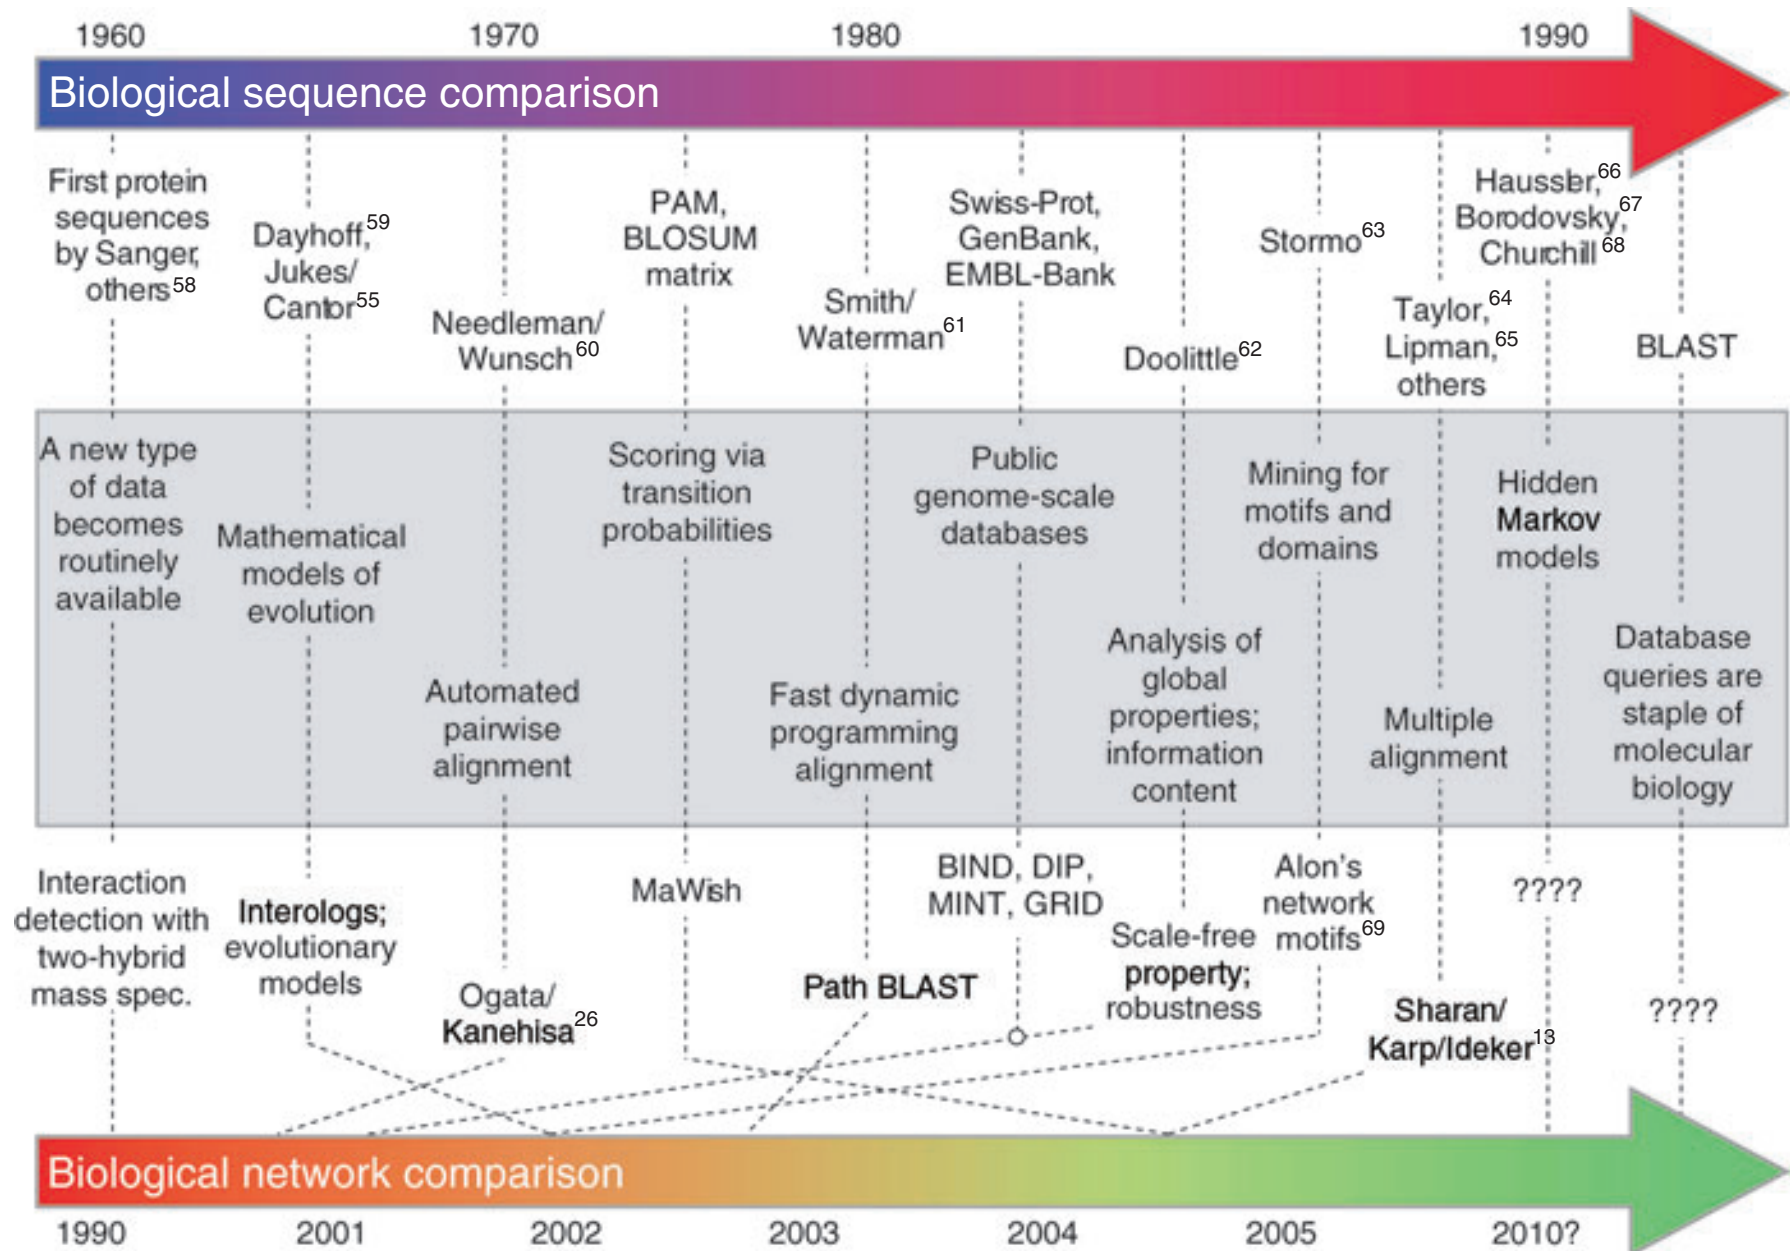 1960 1970 1980 1990
Biological sequence comparison
First protein
sequences
by Sanger,
others58
Dayhoff,59
Jukes/
Cantor55
Needleman/
Wunsch60
PAM,
BLOSUM
matrix
Smith/
Waterman61
Swiss-Prot,
GenBank,
EMBL-Bank
Doolittle62
Stormo63
Taylor,64
Lipman,65
others
Haussler,66
Borodovsky,67
Churchill68
BLAST
A new type
of data
becomes
routinely
available
Mathematical
models of
evolution
Automated
pairwise
alignment
Scoring via
transition
probabilities
Fast dynamic
programming
alignment
Public
genome-scale
databases
Analysis of
global
properties;
information
content
Mining for
motifs and
domains
Multiple
alignment
Hidden
Markov
models
Database
queries are
staple of
molecular
biology
Interaction
detection with
two-hybrid
mass spec.
Interologs;
evolutionary
models
Ogata/
Kanehisa26
MaWish
Path BLAST
BIND, DIP,
MINT, GRID
Scale-free
property;
robustness
Alon's
network
motifs69
Sharan/
Karp/Ideker13
????
????
Biological network comparison
1990 2001 2002 2003 2004 2005 2010?